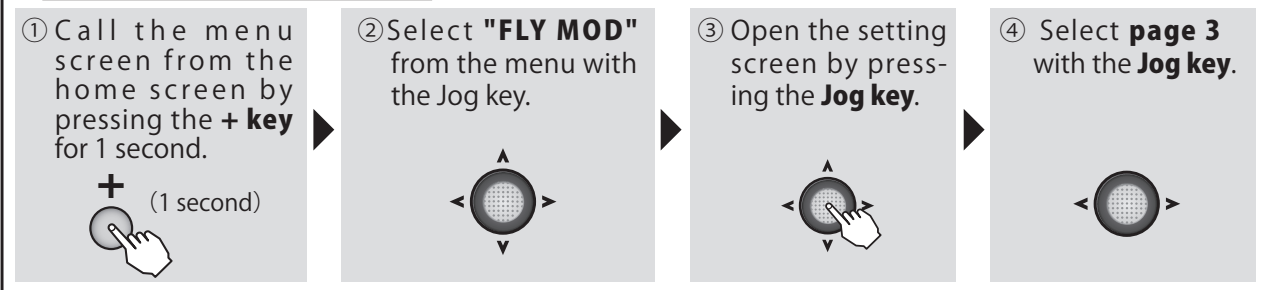 ① Call the menu
screen from the
home screen by
pressing the + key
for 1 second.
+
(1 second)
② Select "FLY MOD"
from the menu with
the Jog key.
③ Open the setting
screen by press-
ing the Jog key.
④ Select page 3
with the Jog key.